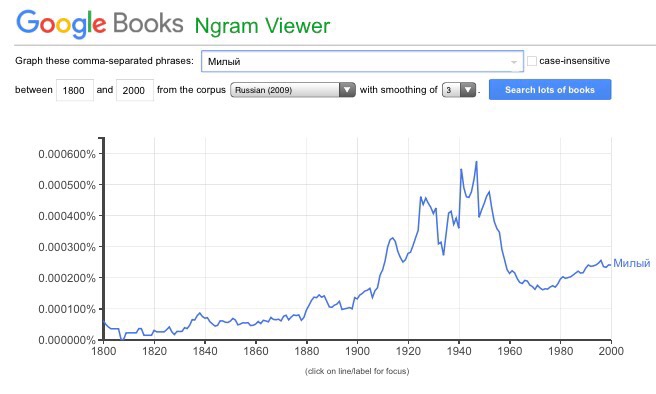 Google Books Ngram Viewer
Graph these comma-separated phrases: Милый case-insensitive
between 1800 and 2000 from the corpus Russian (2009) with smoothing of 3 . Search lots of books
0.000600%
0.000500%
0.000400%
0.000300%
Милый
0.000200%
0.000100%
0.000000%
1800 1820 1840 1860 1880 1900 1920 1940 1960 1980 2000
(click on line/label for focus)